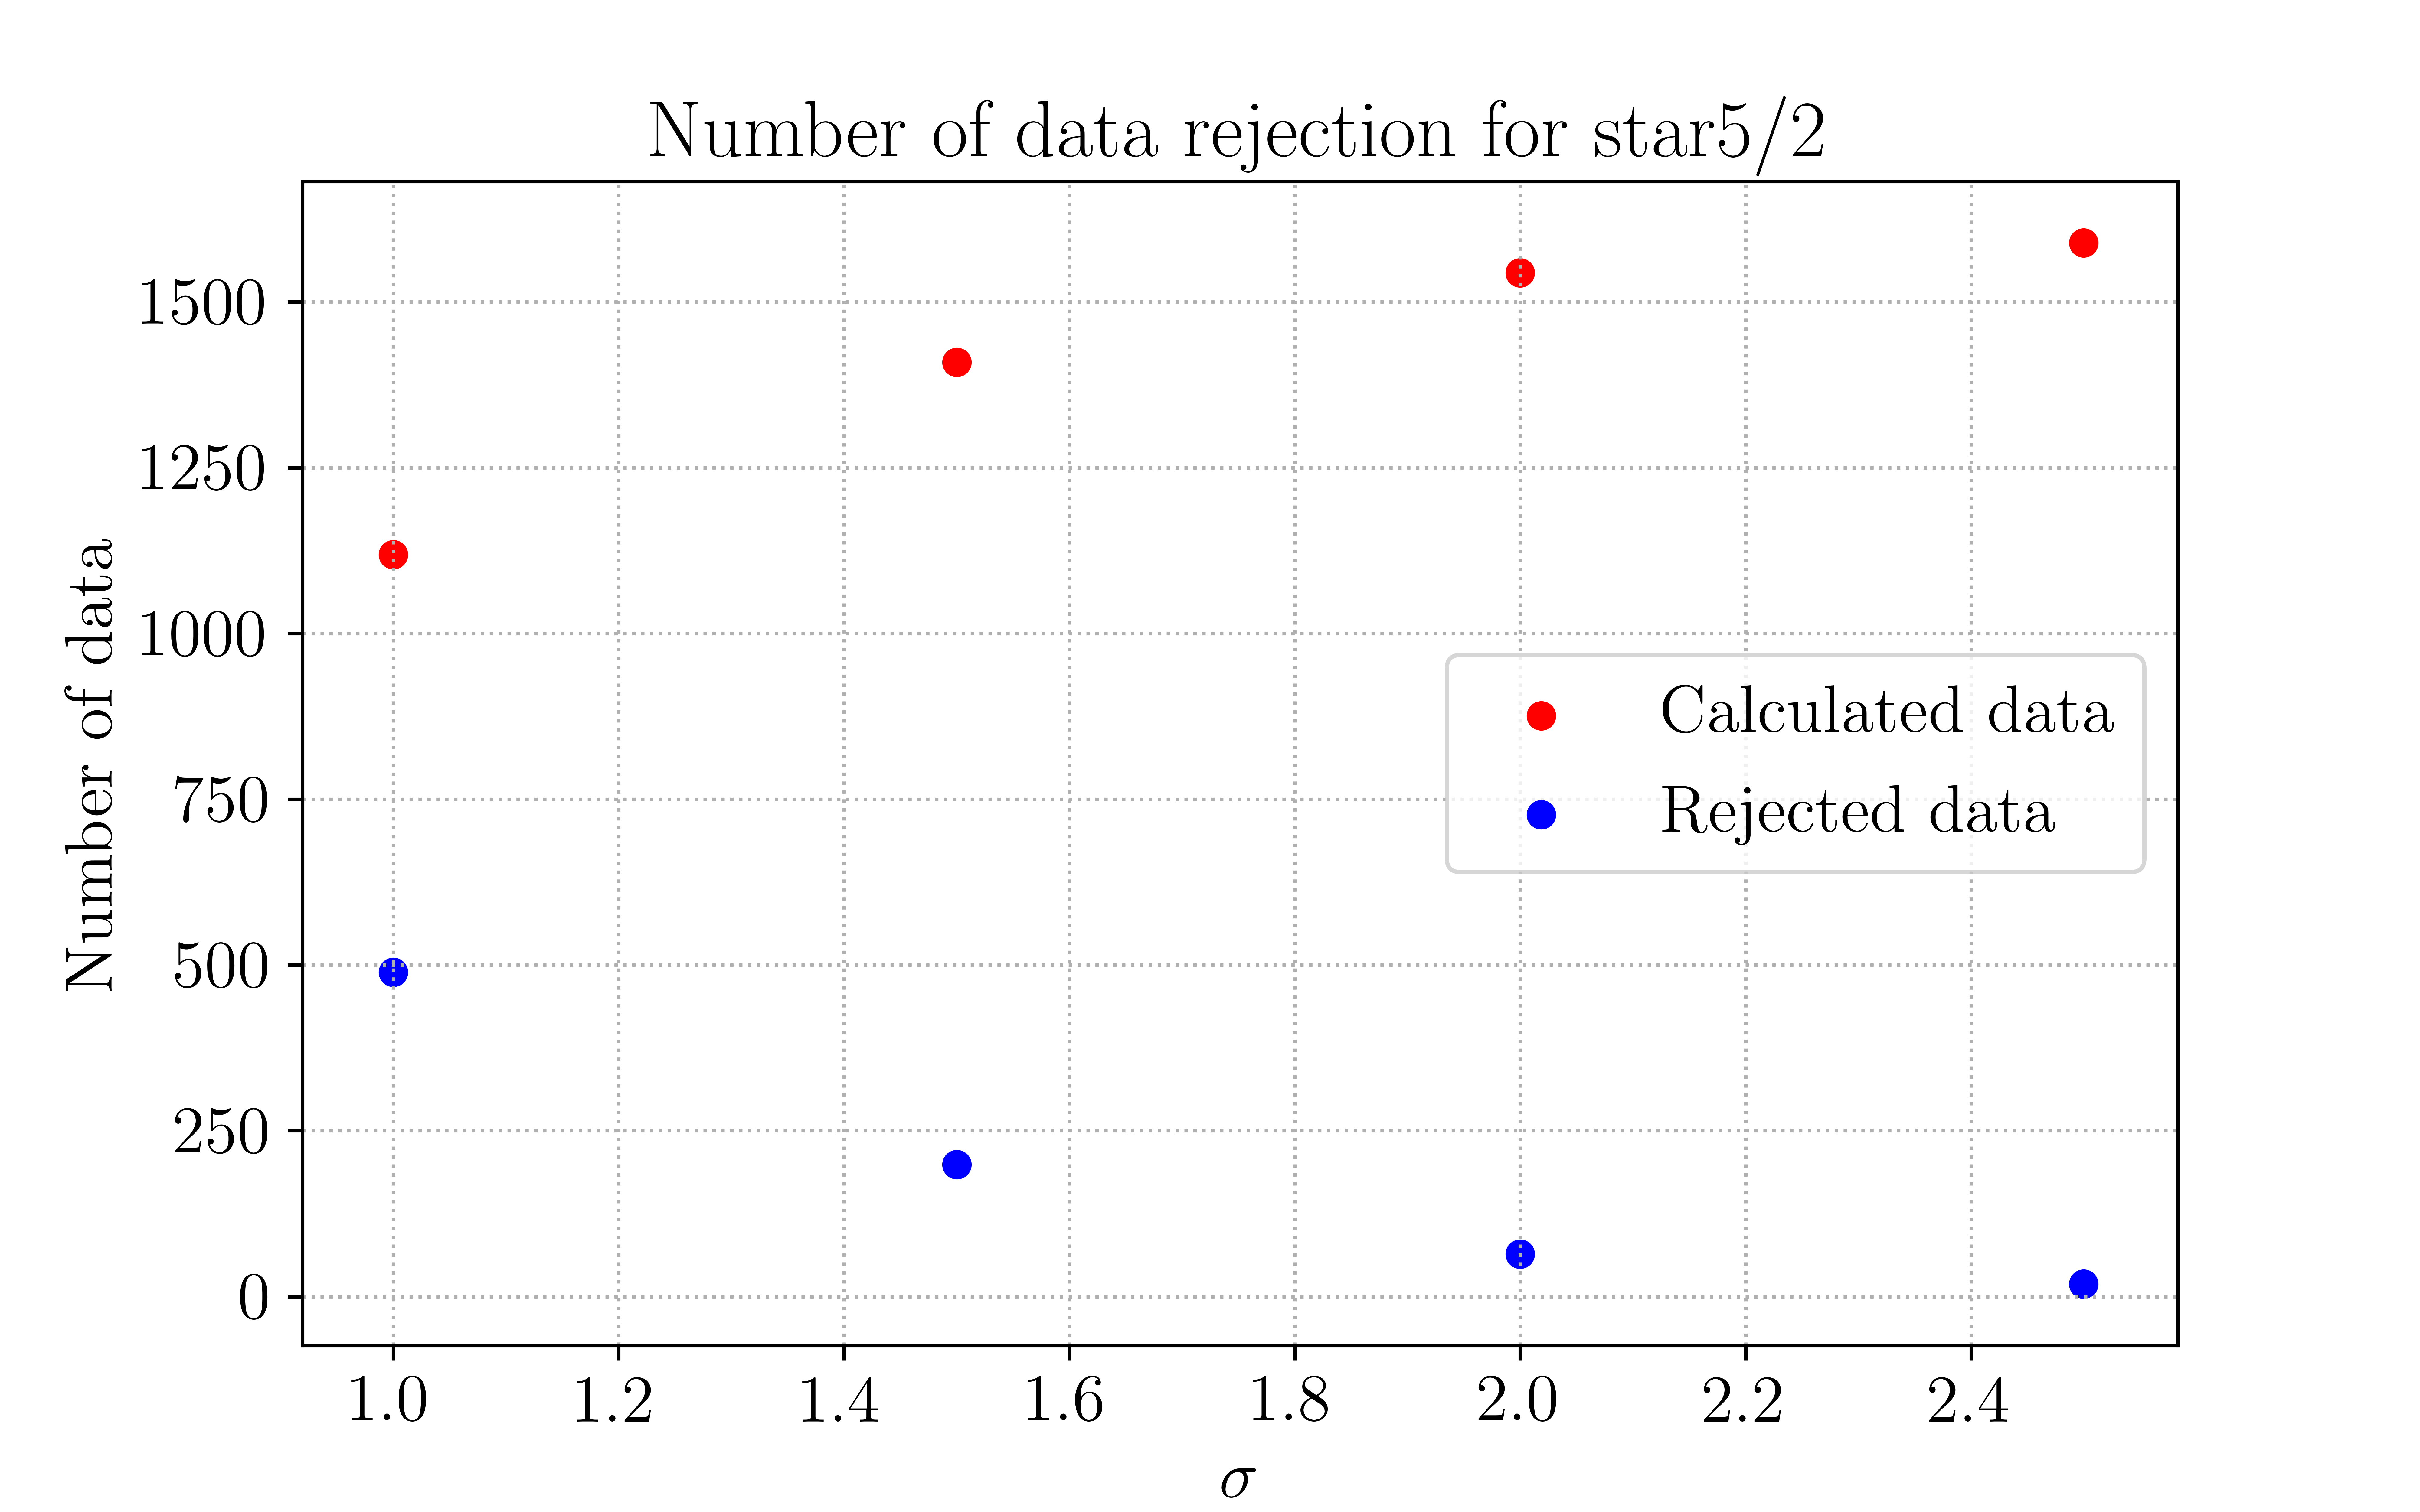 Number of data rejection for star5/2
Number of data
1500
1250
1000
750
500
250
0
Calculated data
Rejected data
1.0 1.2 1.4 1.6 1.8 2.0 2.2 2.4
σ